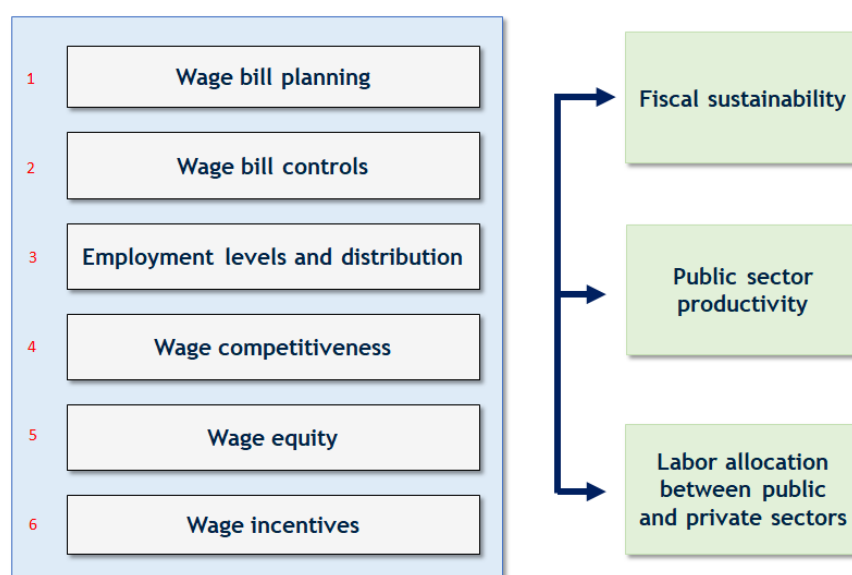 1 Wage bill planning
2 Wage bill controls
3 Employment levels and distribution
4 Wage competitiveness
5 Wage equity
6 Wage incentives
Fiscal sustainability
Public sector
productivity
Labor allocation
between public
and private sectors